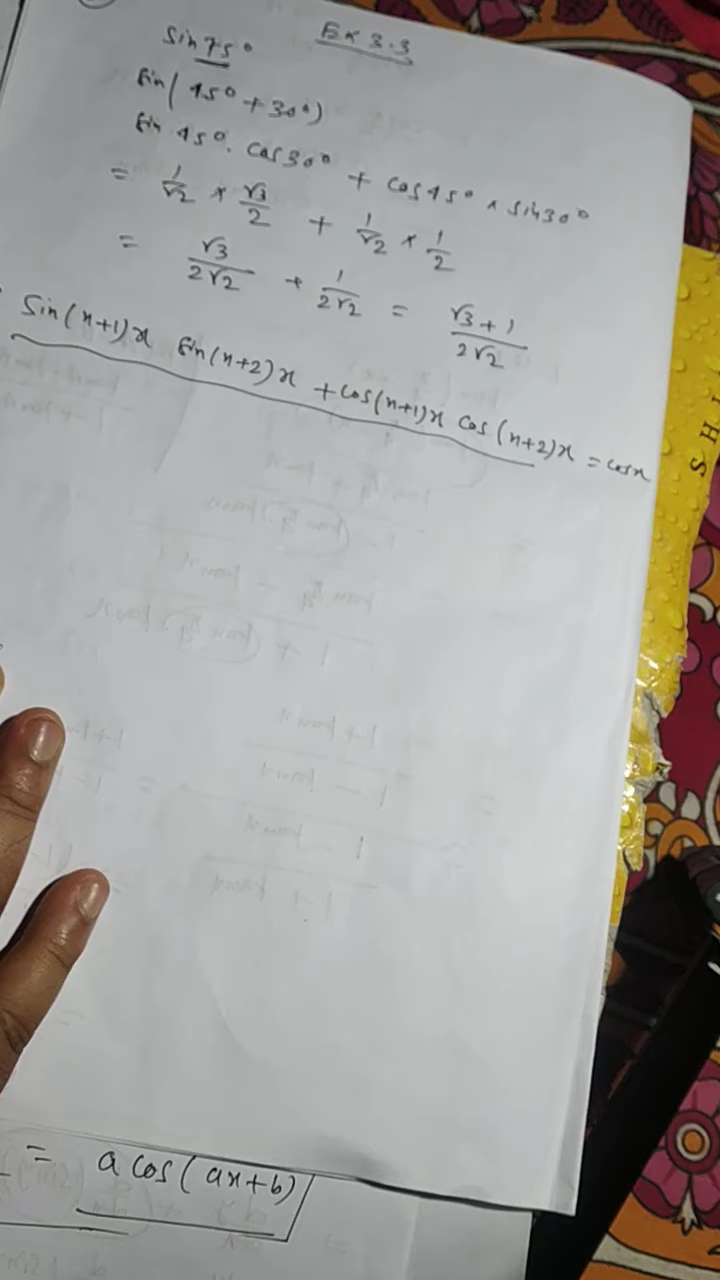 Ex 3.3
sin 75°
sin(45° + 30°)
sin 45°. cos 30° + cos 45° × sin 30°
= 1/√2 × √3/2 + 1/√2 × 1/2
= √3/2√2 + 1/2√2 = √3 + 1/2√2
sin(n+1)x sin(n+2)x + cos(n+1)x cos(n+2)x = cosx
SHI
= a cos(ax+b)